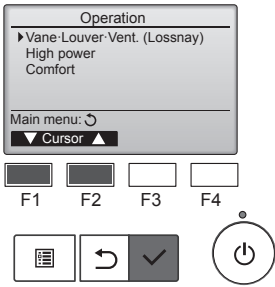 Operation
▶Vane·Louver·Vent. (Lossnay)
High power
Comfort
Main menu: ↺
▼ Cursor ▲
F1 F2 F3 F4